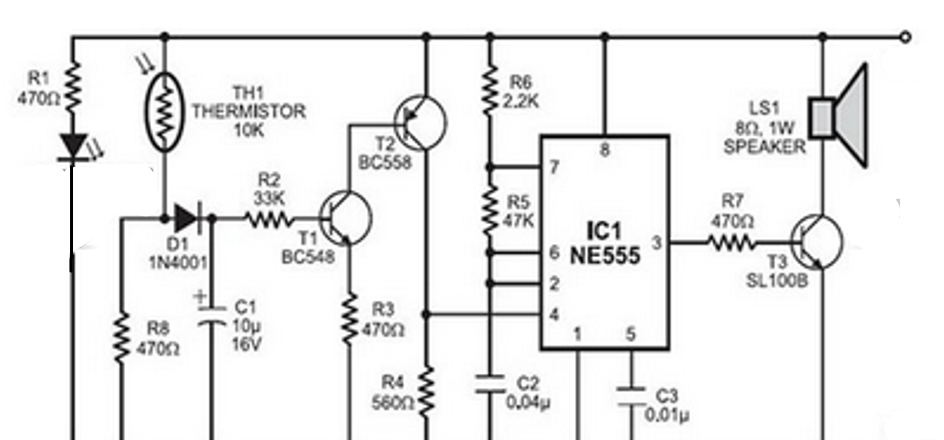 R1
470Ω
TH1
THERMISTOR
10K
D1
1N4001
R2
33K
R8
470Ω
+
C1
10µ
16V
T1
BC548
T2
BC558
R3
470Ω
R4
560Ω
R6
2.2K
R5
47K
C2
0.04µ
7
6
2
4
8
IC1
NE555
3
1
5
C3
0.01µ
R7
470Ω
T3
SL100B
LS1
8Ω, 1W
SPEAKER